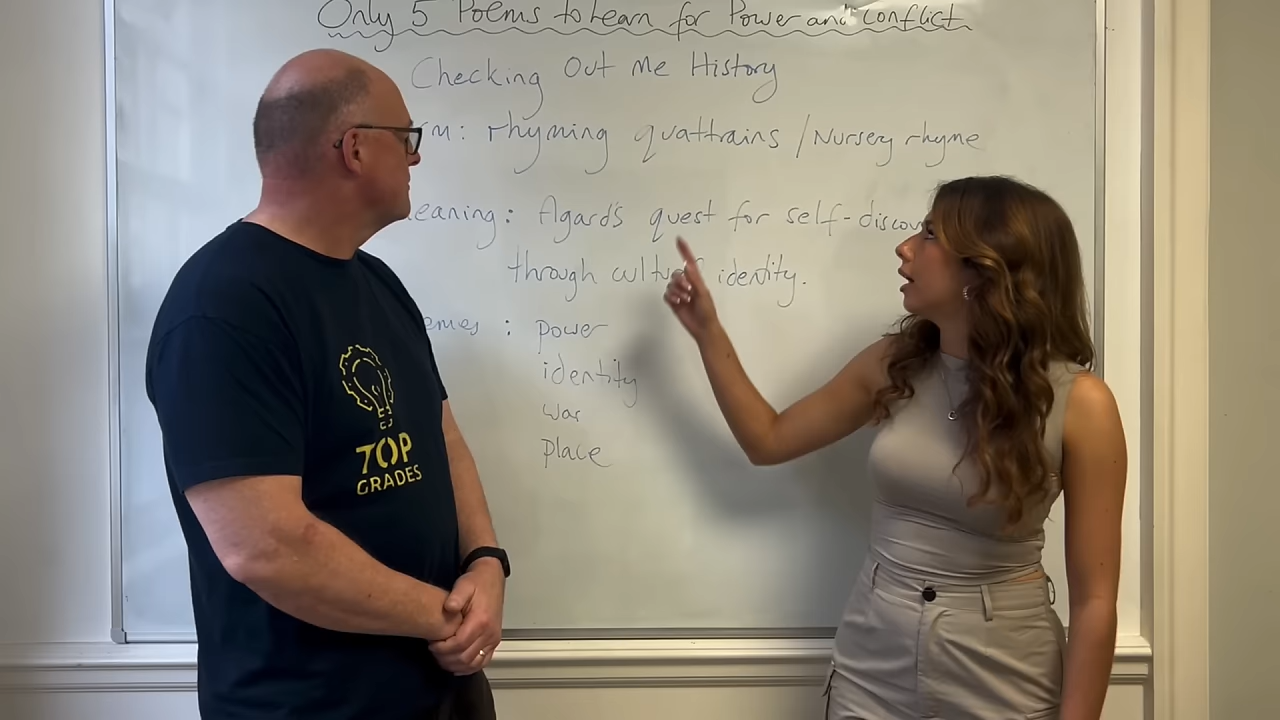 Only 5 Poems to Learn for Power and conflict
Checking Out Me History
rm: rhyming quattrains / Nursery rhyme
eaning: Agard's quest for self-discov
through cultur identity.
emes : power
identity
war
place
TOP
GRADES